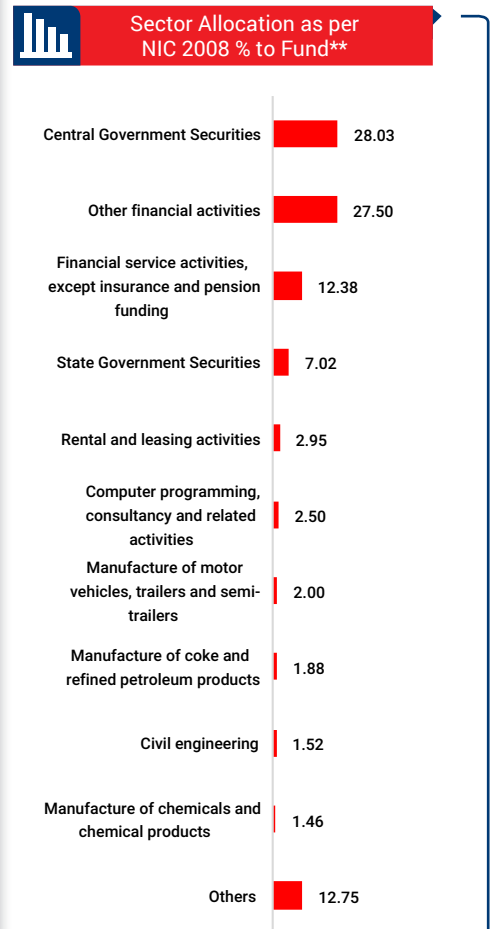 Sector Allocation as per
NIC 2008 % to Fund**
Central Government Securities 28.03
Other financial activities 27.50
Financial service activities,
except insurance and pension 12.38
funding
State Government Securities 7.02
Rental and leasing activities 2.95
Computer programming,
consultancy and related 2.50
activities
Manufacture of motor
vehicles, trailers and semi- 2.00
trailers
Manufacture of coke and
refined petroleum products 1.88
Civil engineering 1.52
Manufacture of chemicals and
chemical products 1.46
Others 12.75